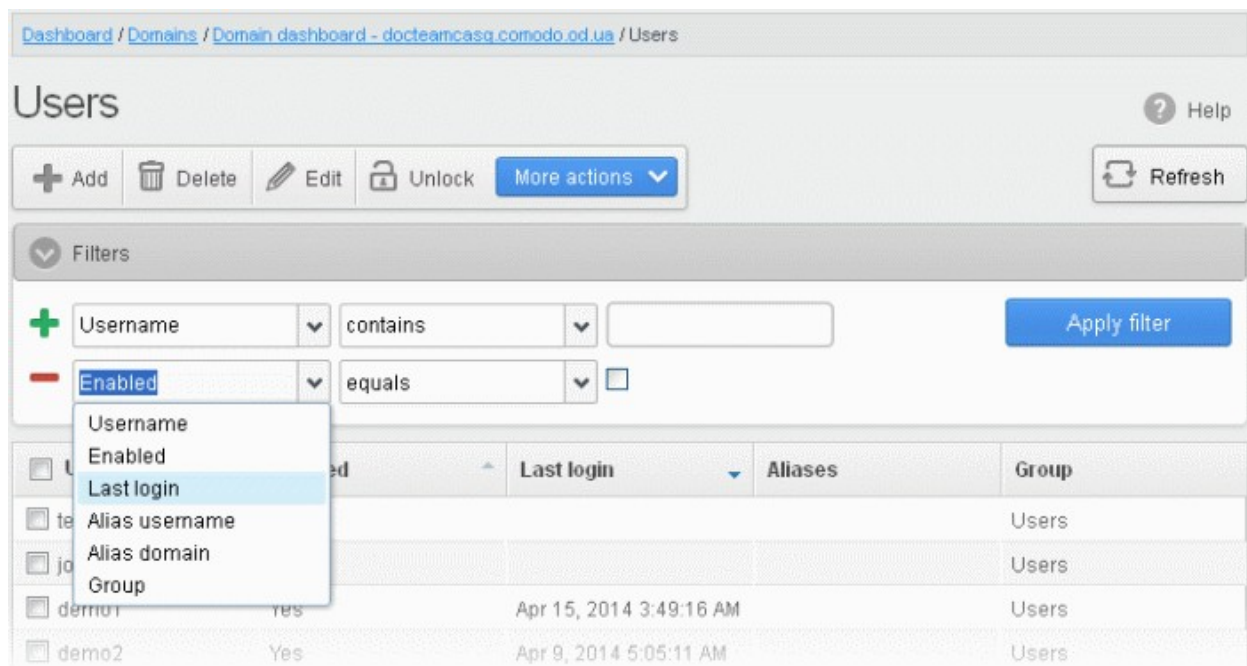 Dashboard / Domains / Domain dashboard - docteamcasg.comodo.od.ua / Users
Users
Help
Add Delete Edit Unlock More actions
Refresh
Filters
Username contains
Apply filter
Enabled equals
Username
Enabled
Last login
Alias username
Alias domain
Group
Last login Aliases Group
Users
Users
demo1 Yes Apr 15, 2014 3:49:16 AM Users
demo2 Yes Apr 9, 2014 5:05:11 AM Users